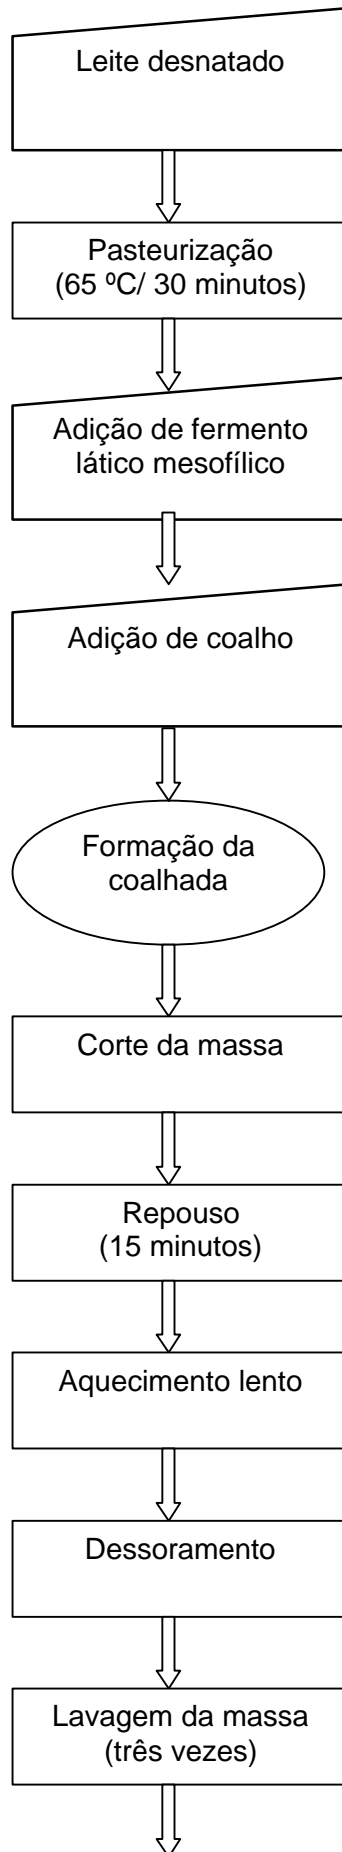 Leite desnatado
Pasteurização
(65 ºC/ 30 minutos)
Adição de fermento
lático mesofílico
Adição de coalho
Formação da
coalhada
Corte da massa
Repouso
(15 minutos)
Aquecimento lento
Dessoramento
Lavagem da massa
(três vezes)